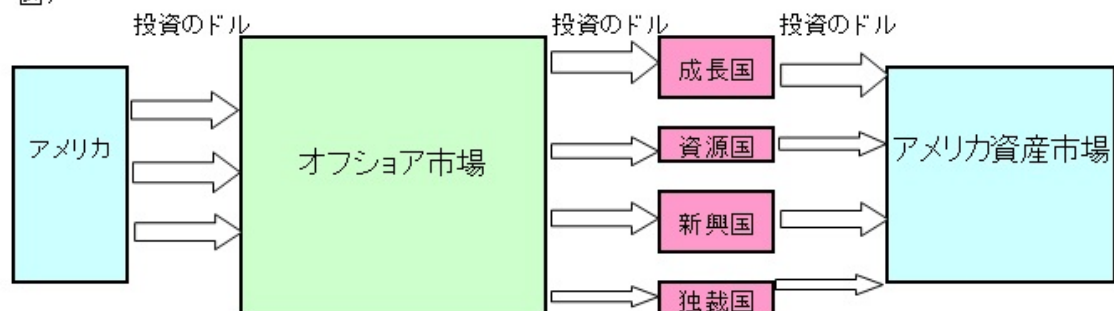 投資のドル
投資のドル
投資のドル
アメリカ
オフショア市場
成長国
資源国
新興国
独裁国
アメリカ資産市場